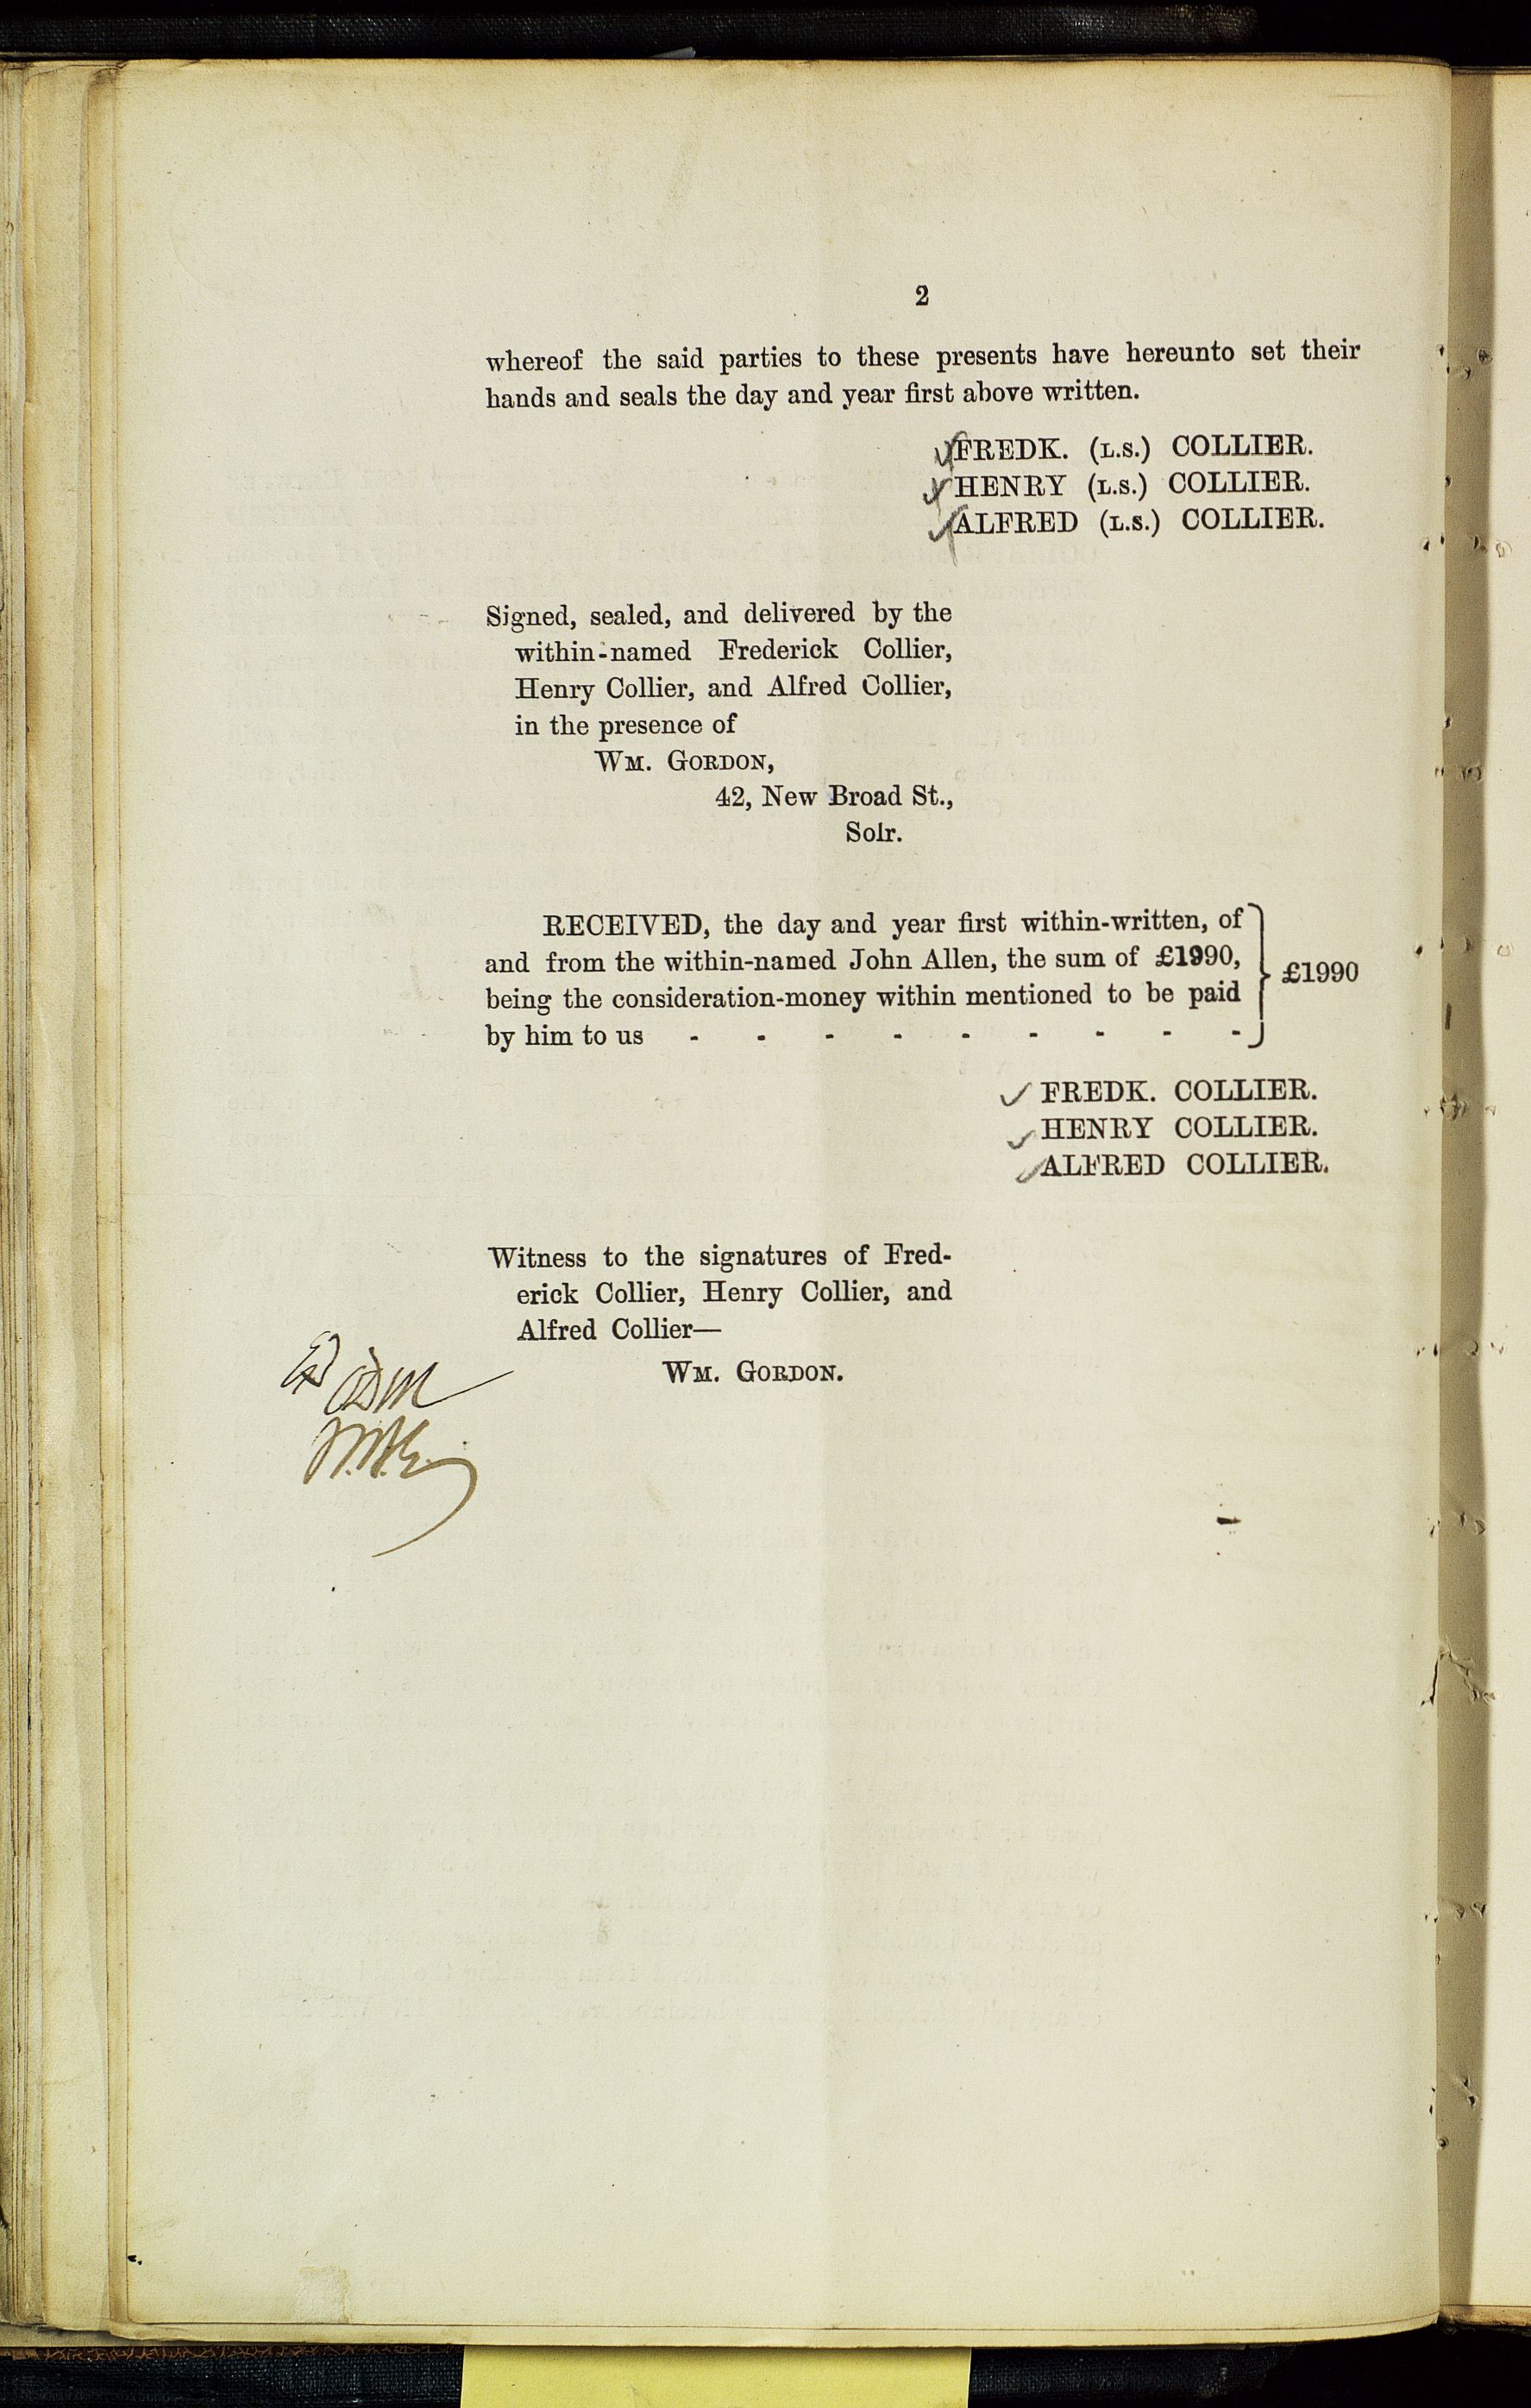 2
whereof the said parties to these presents have hereunto set their
hands and seals the day and year first above written.
FREDK. (L.S.) COLLIER.
HENRY (L.S.) COLLIER.
ALFRED (L.S.) COLLIER.
Signed, sealed, and delivered by the
within-named Frederick Collier,
Henry Collier, and Alfred Collier,
in the presence of
WM. GORDON,
42, New Broad St.,
Solr.
RECEIVED, the day and year first within-written, of
and from the within-named John Allen, the sum of £1990,
being the consideration-money within mentioned to be paid
by him to us - - - - - - - - -
£1990
FREDK. COLLIER.
HENRY COLLIER.
ALFRED COLLIER.
Witness to the signatures of Fred-
erick Collier, Henry Collier, and
Alfred Collier—
WM. GORDON.